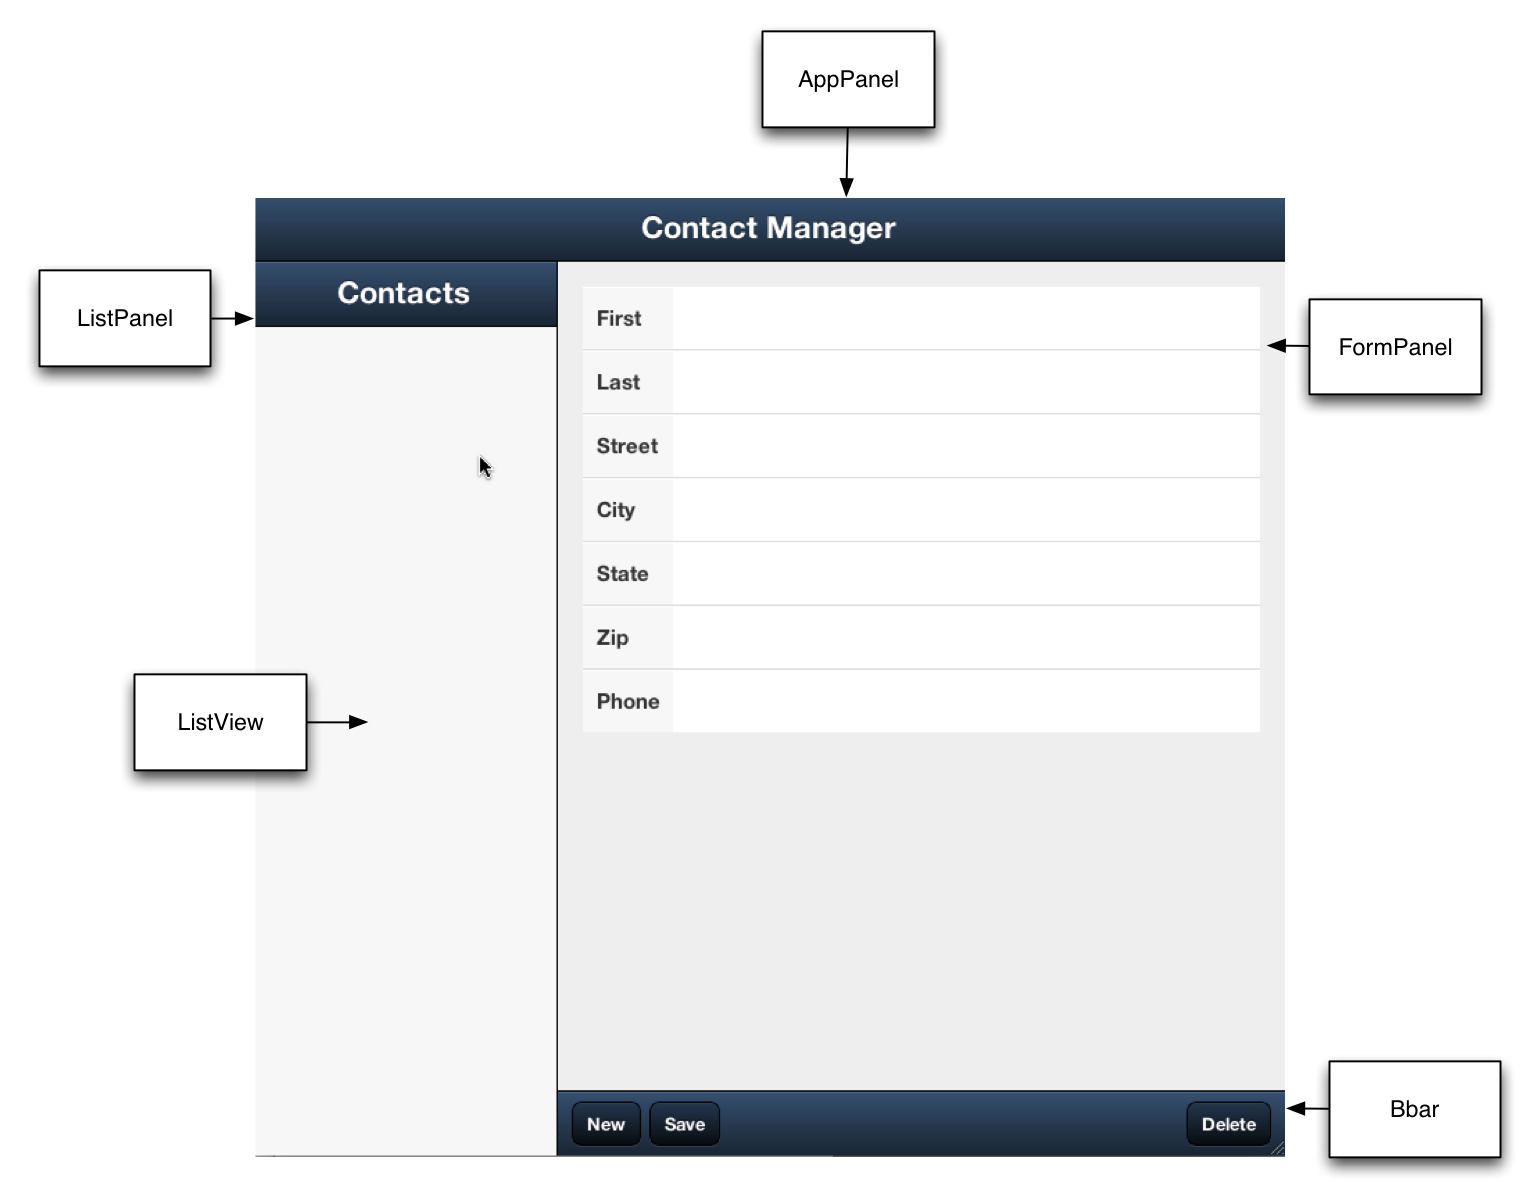 AppPanel
Contact Manager
Contacts
ListPanel
First
FormPanel
Last
Street
City
State
Zip
Phone
ListView
New
Save
Delete
Bbar